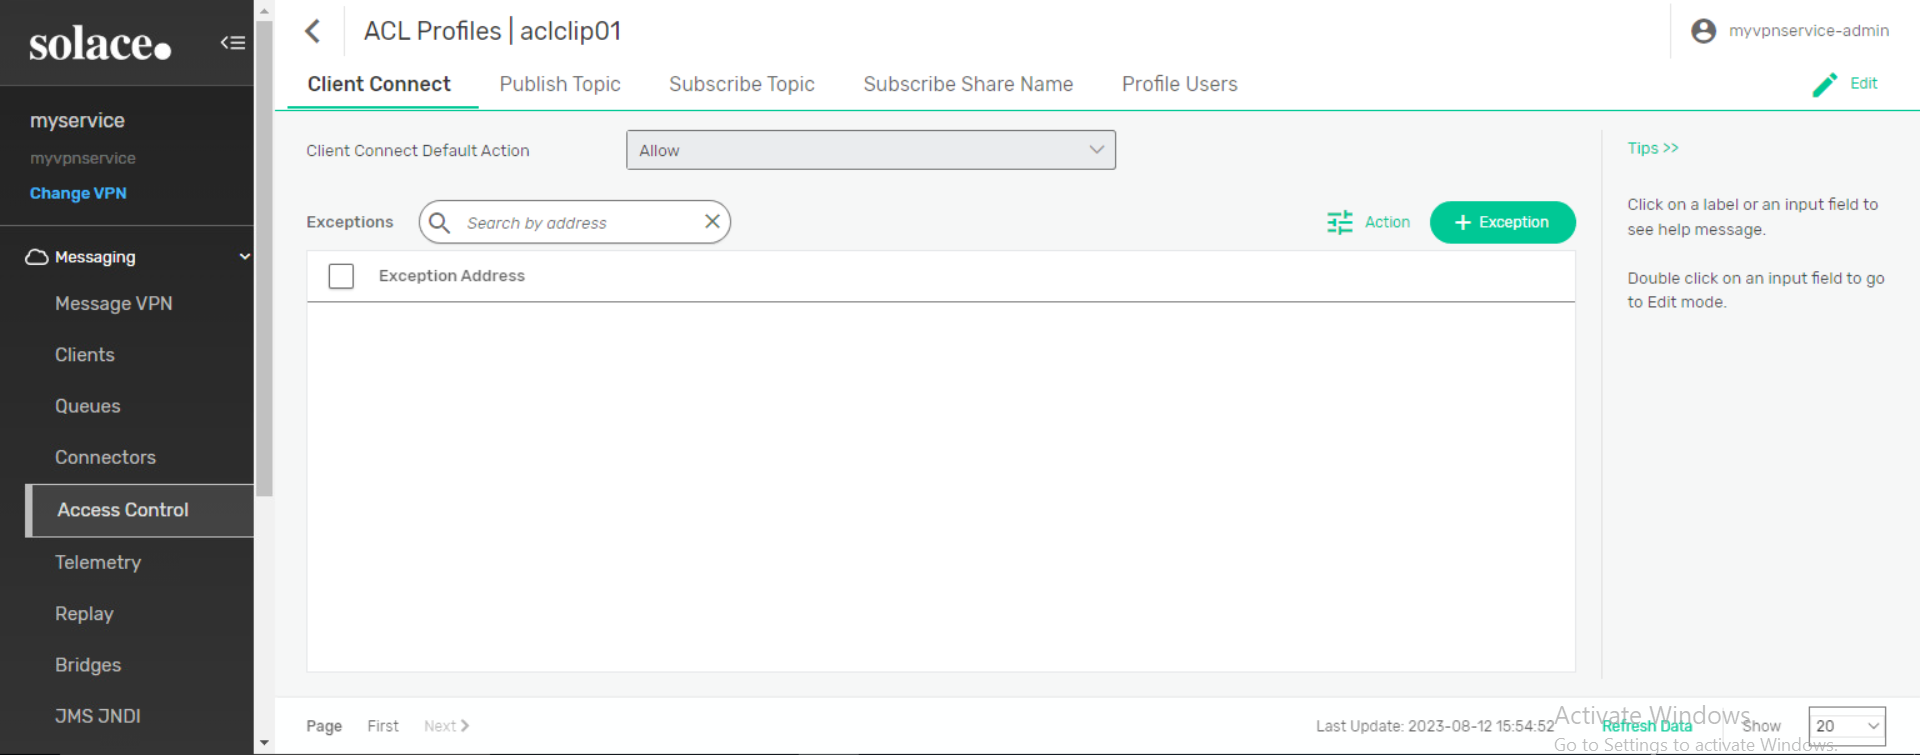 solace.
myservice
myvpnservice
Change VPN
Messaging
Message VPN
Clients
Queues
Connectors
Access Control
Telemetry
Replay
Bridges
JMS JNDI
ACL Profiles | aclclip01
myvpnservice-admin
Client Connect Publish Topic Subscribe Topic Subscribe Share Name Profile Users Edit
Client Connect Default Action Allow
Exceptions Search by address Action + Exception
Exception Address
Tips >>
Click on a label or an input field to
see help message.
Double click on an input field to go
to Edit mode.
Page First Next Last Update: 2023-08-12 15:54:52 Refresh Data Show 20
Activate Windows
Go to Settings to activate Windows.